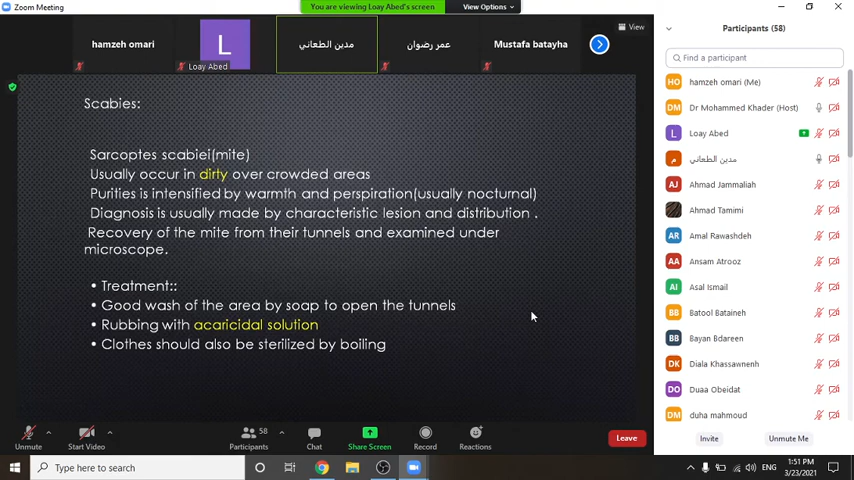 Zoom Meeting
You are viewing Loay Abed's screen
View Options
View
hamzeh omari
L
Loay Abed
مدين الطعاني
عمر رضوان
Mustafa batayha
Scabies:
Sarcoptes scabiei(mite)
Usually occur in dirty over crowded areas
Purities is intensified by warmth and perspiration(usually nocturnal)
Diagnosis is usually made by characteristic lesion and distribution .
Recovery of the mite from their tunnels and examined under
microscope.
• Treatment::
• Good wash of the area by soap to open the tunnels
• Rubbing with acaricidal solution
• Clothes should also be sterilized by boiling
Participants (58)
Find a participant
HO hamzeh omari (Me)
DM Dr Mohammed Khader (Host)
L Loay Abed
م مدين الطعاني
AJ Ahmad Jammaliah
Ahmad Tamimi
AR Amal Rawashdeh
AA Ansam Atrooz
AI Asal Ismail
BB Batool Bataineh
BB Bayan Bdareen
DK Diala Khassawneh
DO Duaa Obeidat
DM duha mahmoud
Invite
Unmute Me
Unmute
Start Video
58
Participants
Chat
Share Screen
Record
Reactions
Leave
Type here to search
ENG
1:51 PM
3/23/2021